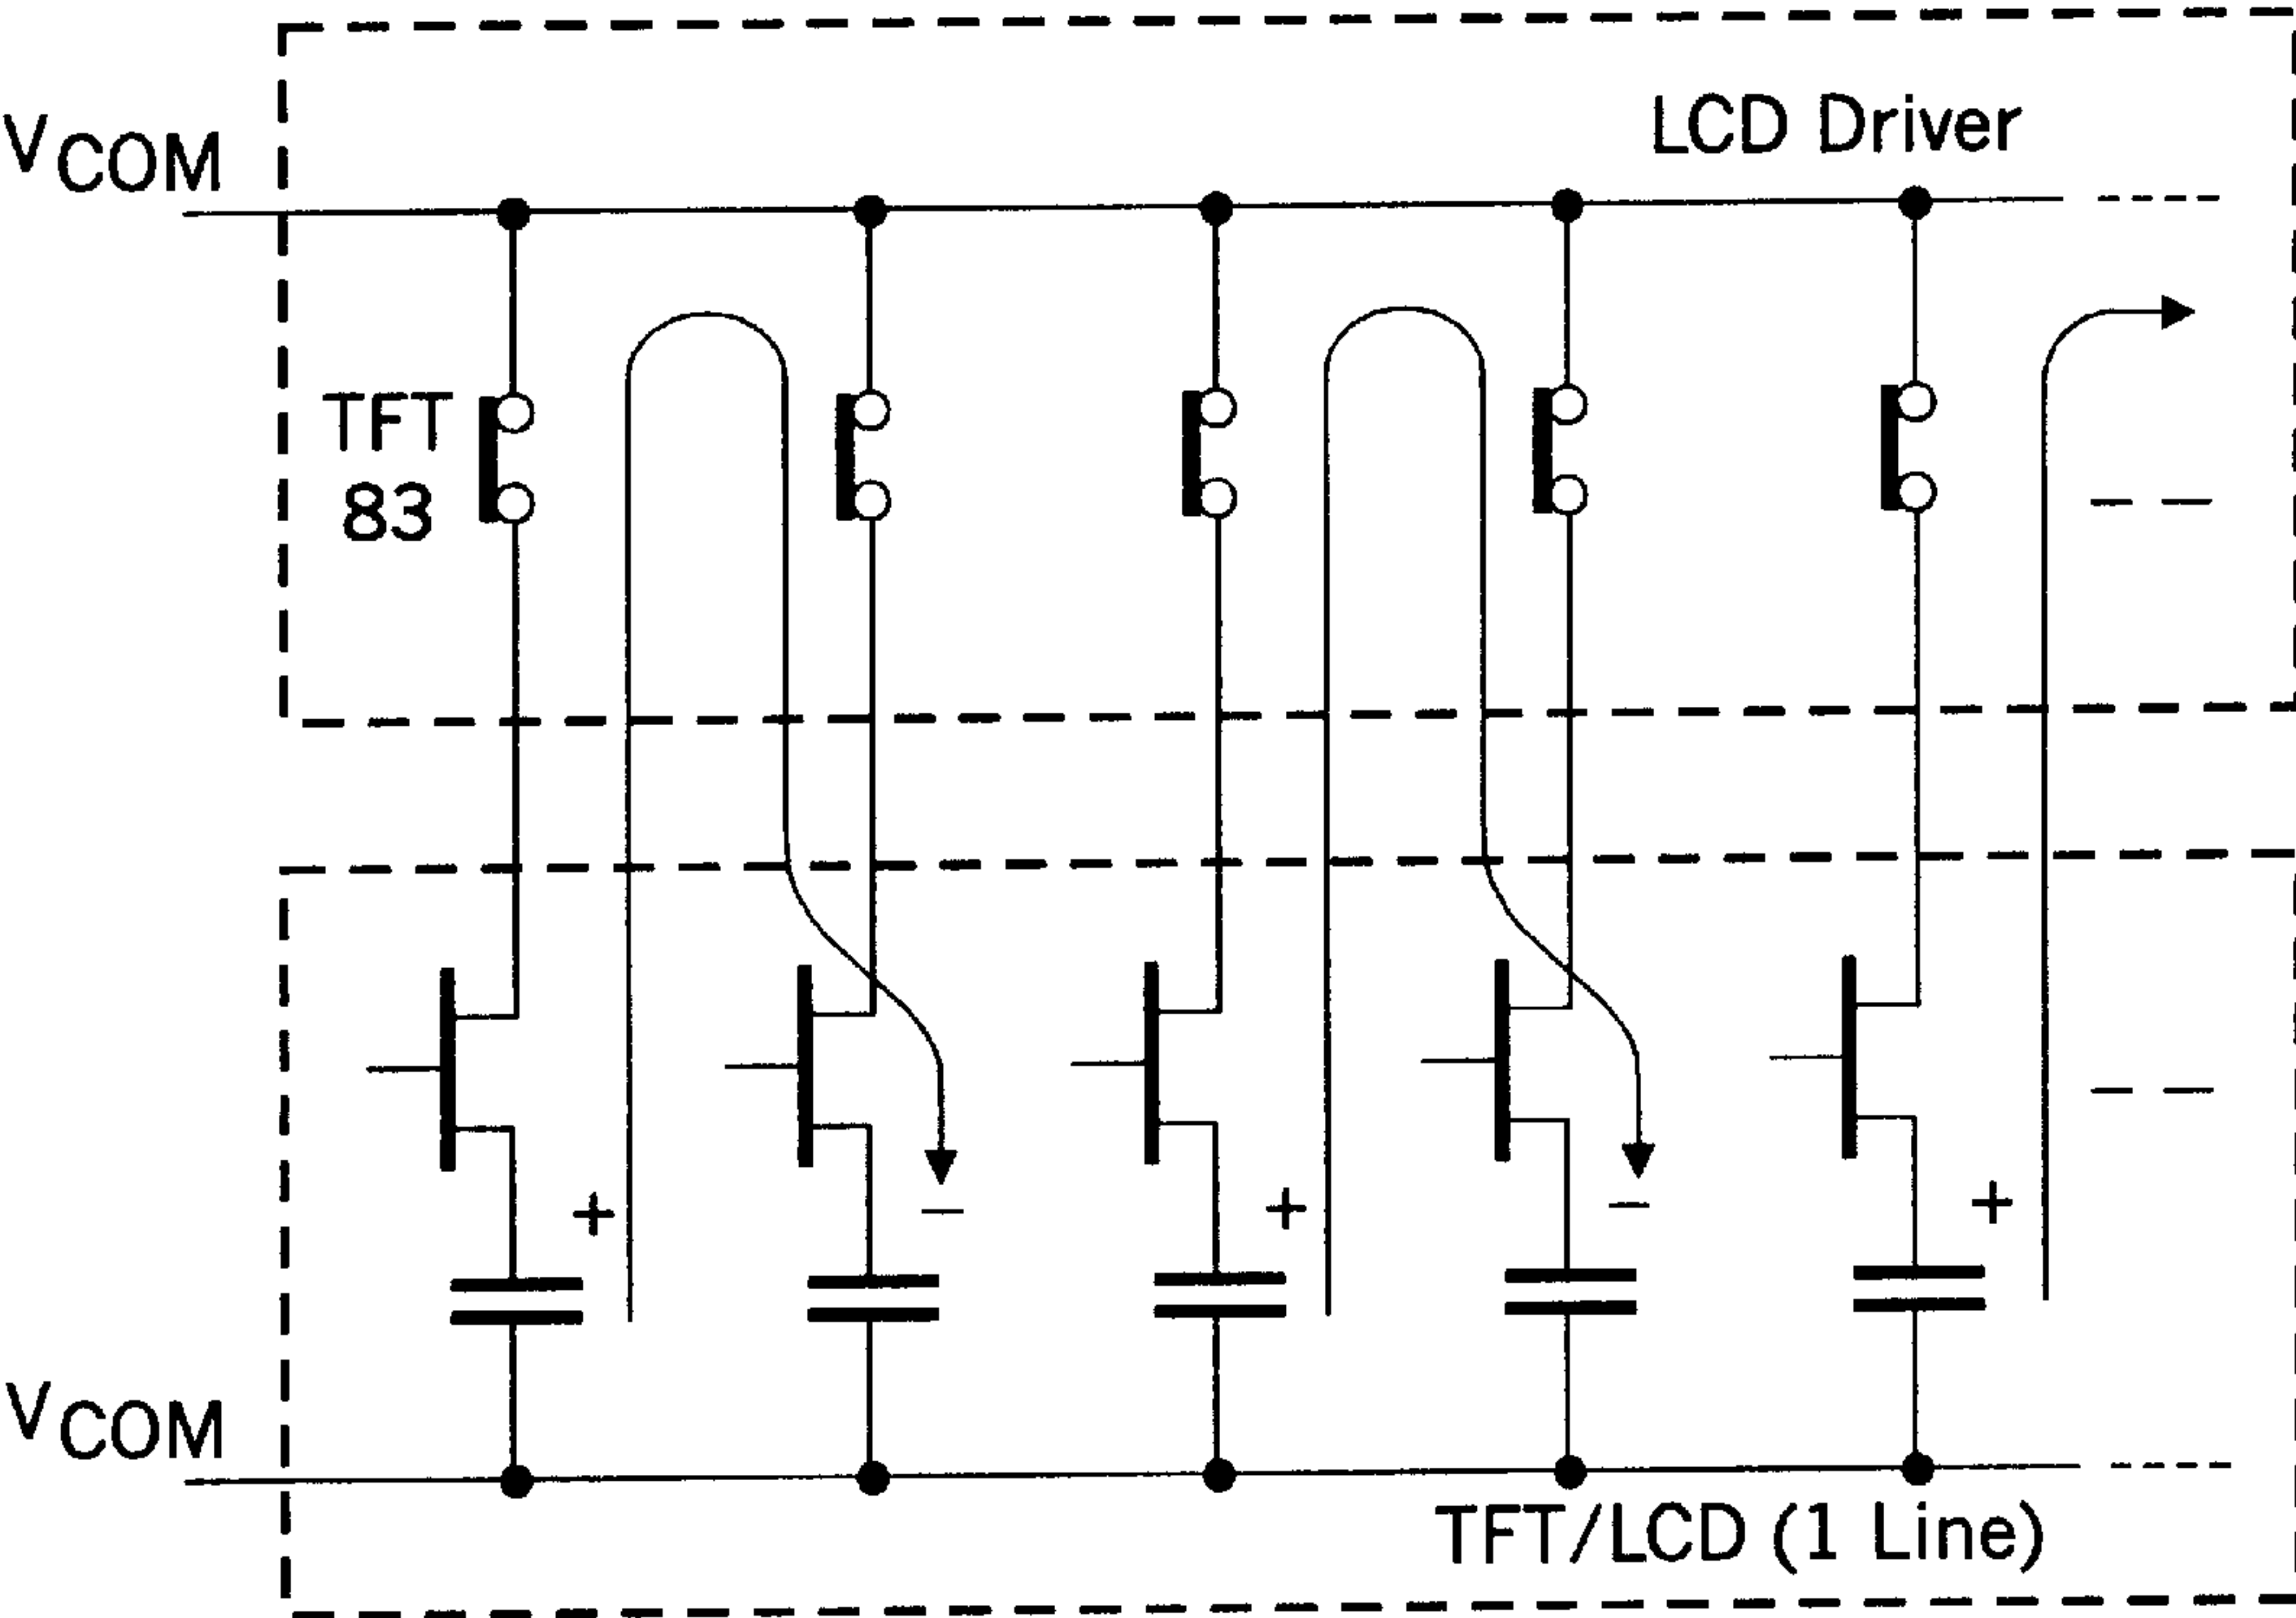 LCD Driver
VCOM
TFT
83
+
−
+
−
+
VCOM
TFT/LCD (1 Line)